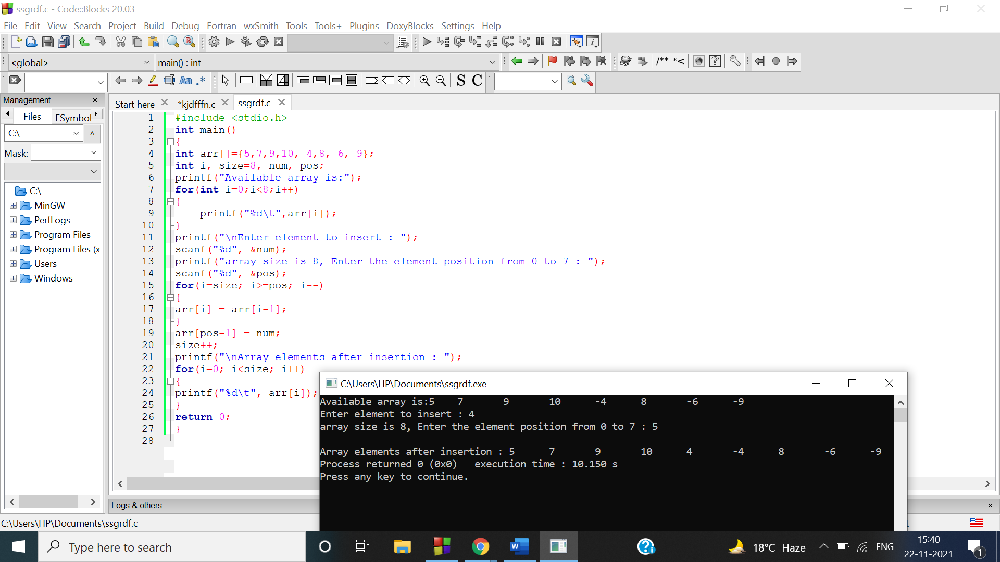 ssgrdf.c - Code::Blocks 20.03
File Edit View Search Project Build Debug Fortran wxSmith Tools Tools+ Plugins DoxyBlocks Settings Help
<global> main() : int /** *<
Aa .* S C
Management
Start here *kjdfffn.c ssgrdf.c
Files FSymbol
C:\
Mask:
C:\
MinGW
PerfLogs
Program Files
Program Files (x
Users
Windows
1 #include <stdio.h>
2 int main()
3 {
4 int arr[]={5,7,9,10,-4,8,-6,-9};
5 int i, size=8, num, pos;
6 printf("Available array is:");
7 for(int i=0;i<8;i++)
8 {
9 printf("%d\t",arr[i]);
10 }
11 printf("\nEnter element to insert : ");
12 scanf("%d", &num);
13 printf("array size is 8, Enter the element position from 0 to 7 : ");
14 scanf("%d", &pos);
15 for(i=size; i>=pos; i--)
16 {
17 arr[i] = arr[i-1];
18 }
19 arr[pos-1] = num;
20 size++;
21 printf("\nArray elements after insertion : ");
22 for(i=0; i<size; i++)
23 {
24 printf("%d\t", arr[i]);
25 }
26 return 0;
27 }
28
C:\Users\HP\Documents\ssgrdf.exe
Available array is:5 7 9 10 -4 8 -6 -9
Enter element to insert : 4
array size is 8, Enter the element position from 0 to 7 : 5
Array elements after insertion : 5 7 9 10 4 -4 8 -6 -9
Process returned 0 (0x0) execution time : 10.150 s
Press any key to continue.
Logs & others
C:\Users\HP\Documents\ssgrdf.c
Type here to search
18°C Haze
ENG
15:40
22-11-2021
1